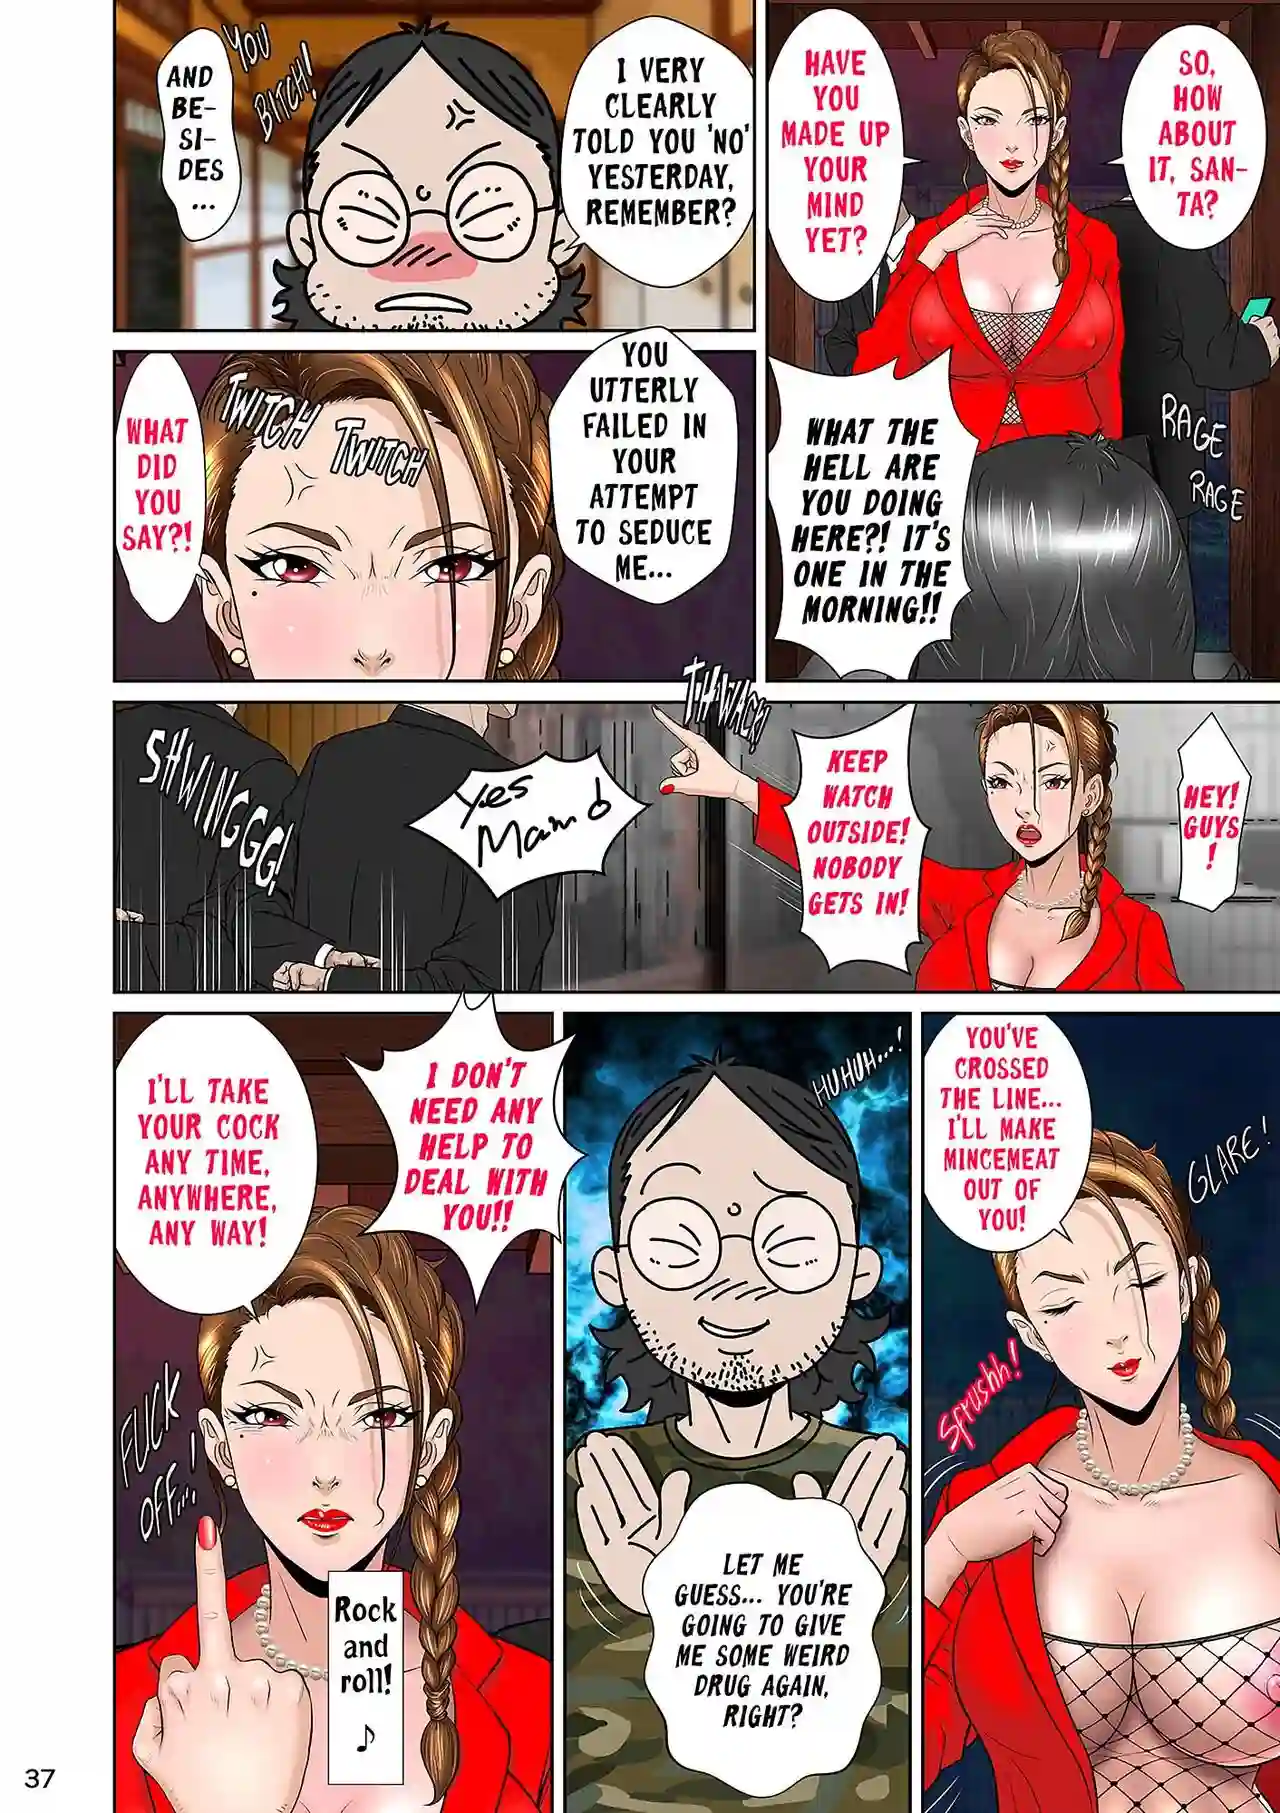 SO,
HOW
ABOUT
IT, SAN-
TA?
HAVE
YOU
MADE UP
YOUR
MIND
YET?
RAGE
RAGE
WHAT THE
HELL ARE
YOU DOING
HERE?! IT'S
ONE IN THE
MORNING!!
I VERY
CLEARLY
TOLD YOU 'NO'
YESTERDAY,
REMEMBER?
YOU
BITCH!
AND
BE-
SI-
DES
...
YOU
UTTERLY
FAILED IN
YOUR
ATTEMPT
TO SEDUCE
ME...
TWITCH
TWITCH
WHAT
DID
YOU
SAY?!
HEY!
GUYS
!
KEEP
WATCH
OUTSIDE!
NOBODY
GETS IN!
THWACK!
Yes
Mam
SHWINGGG!
YOU'VE
CROSSED
THE LINE...
I'LL MAKE
MINCEMEAT
OUT OF
YOU!
GLARE!
Sfrushh!
HUHUH...!
LET ME
GUESS... YOU'RE
GOING TO GIVE
ME SOME WEIRD
DRUG AGAIN,
RIGHT?
I DON'T
NEED ANY
HELP TO
DEAL WITH
YOU!!
I'LL TAKE
YOUR COCK
ANY TIME,
ANYWHERE,
ANY WAY!
FUCK
OFF...!
Rock
and
roll!
♪
37